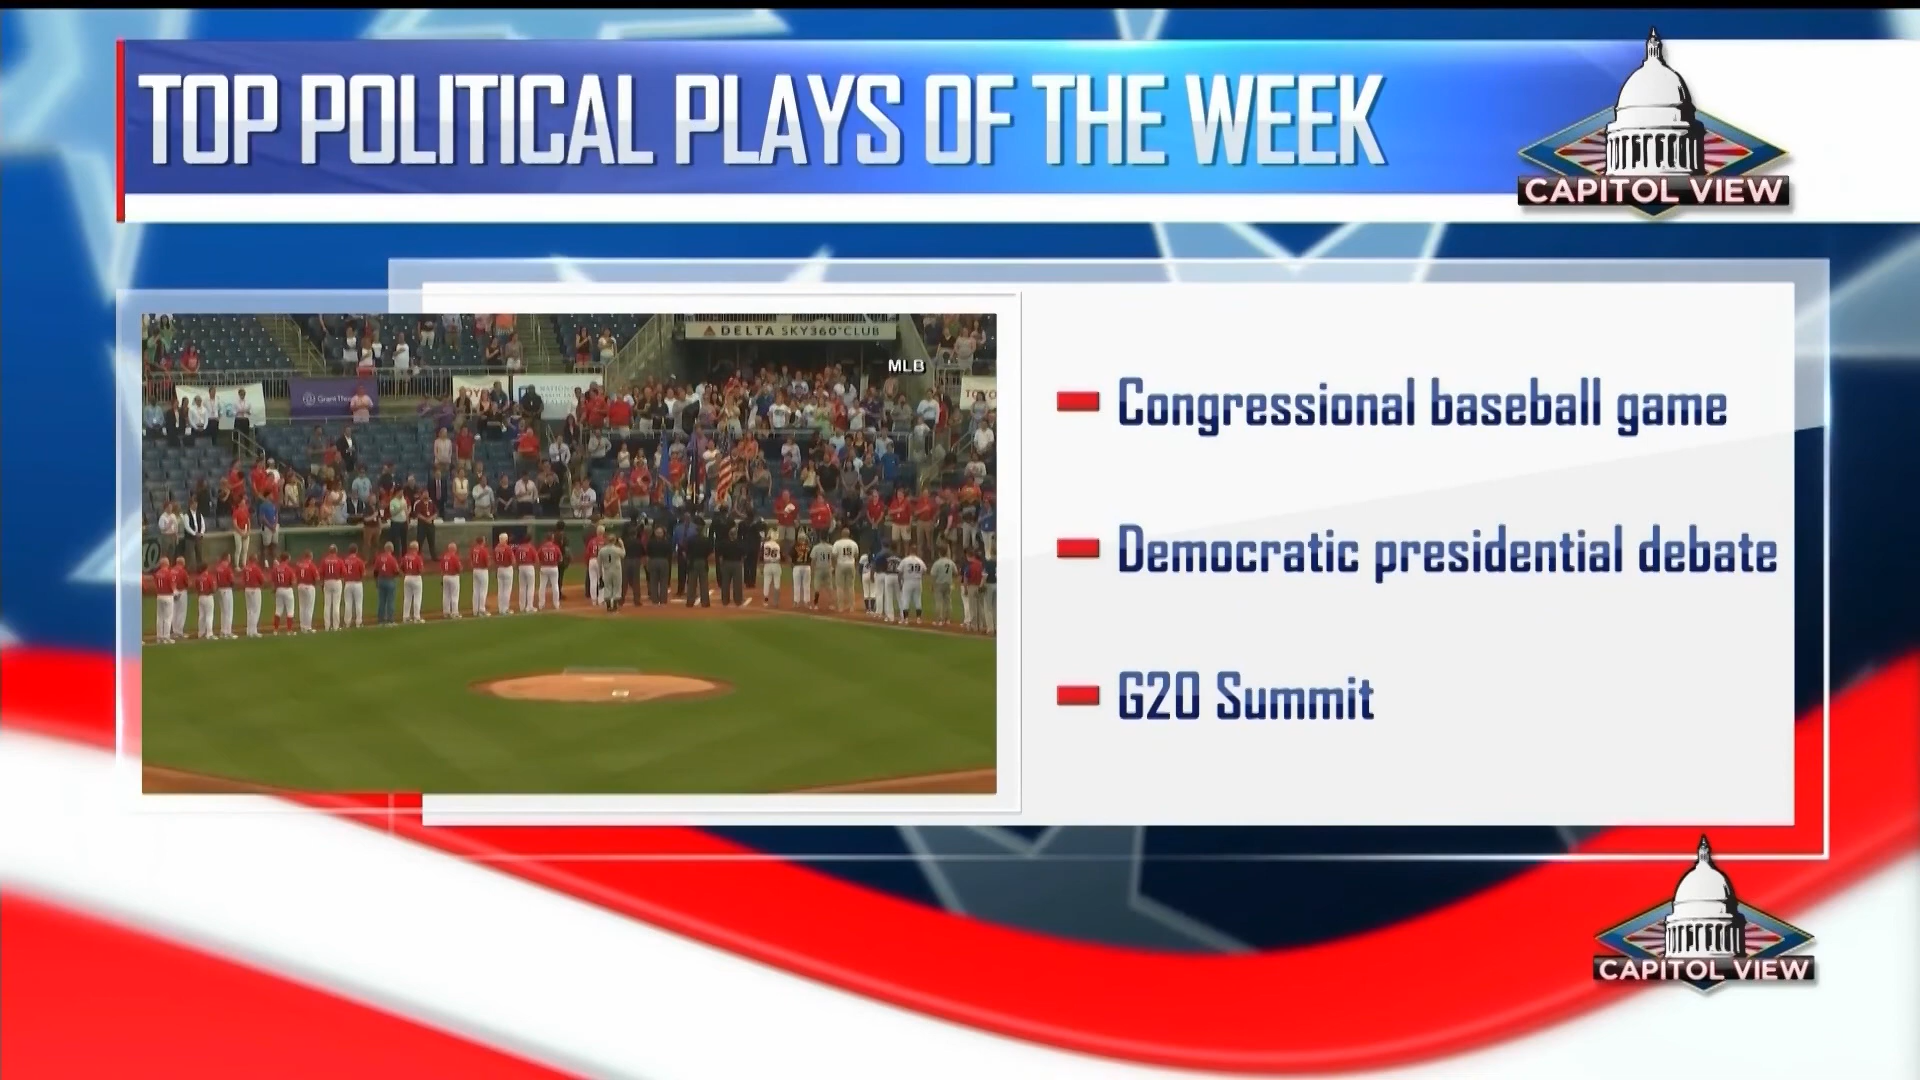 TOP POLITICAL PLAYS OF THE WEEK
CAPITOL VIEW
DELTA SKY360°CLUB
MLB
Congressional baseball game
Democratic presidential debate
G20 Summit
CAPITOL VIEW